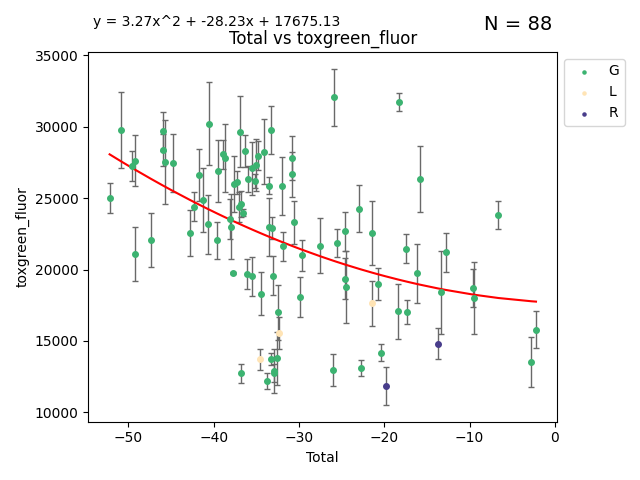 y = 3.27x^2 + -28.23x + 17675.13
N = 88
Total vs toxgreen_fluor
35000
30000
25000
20000
15000
10000
toxgreen_fluor
−50
−40
−30
−20
−10
0
Total
G
L
R